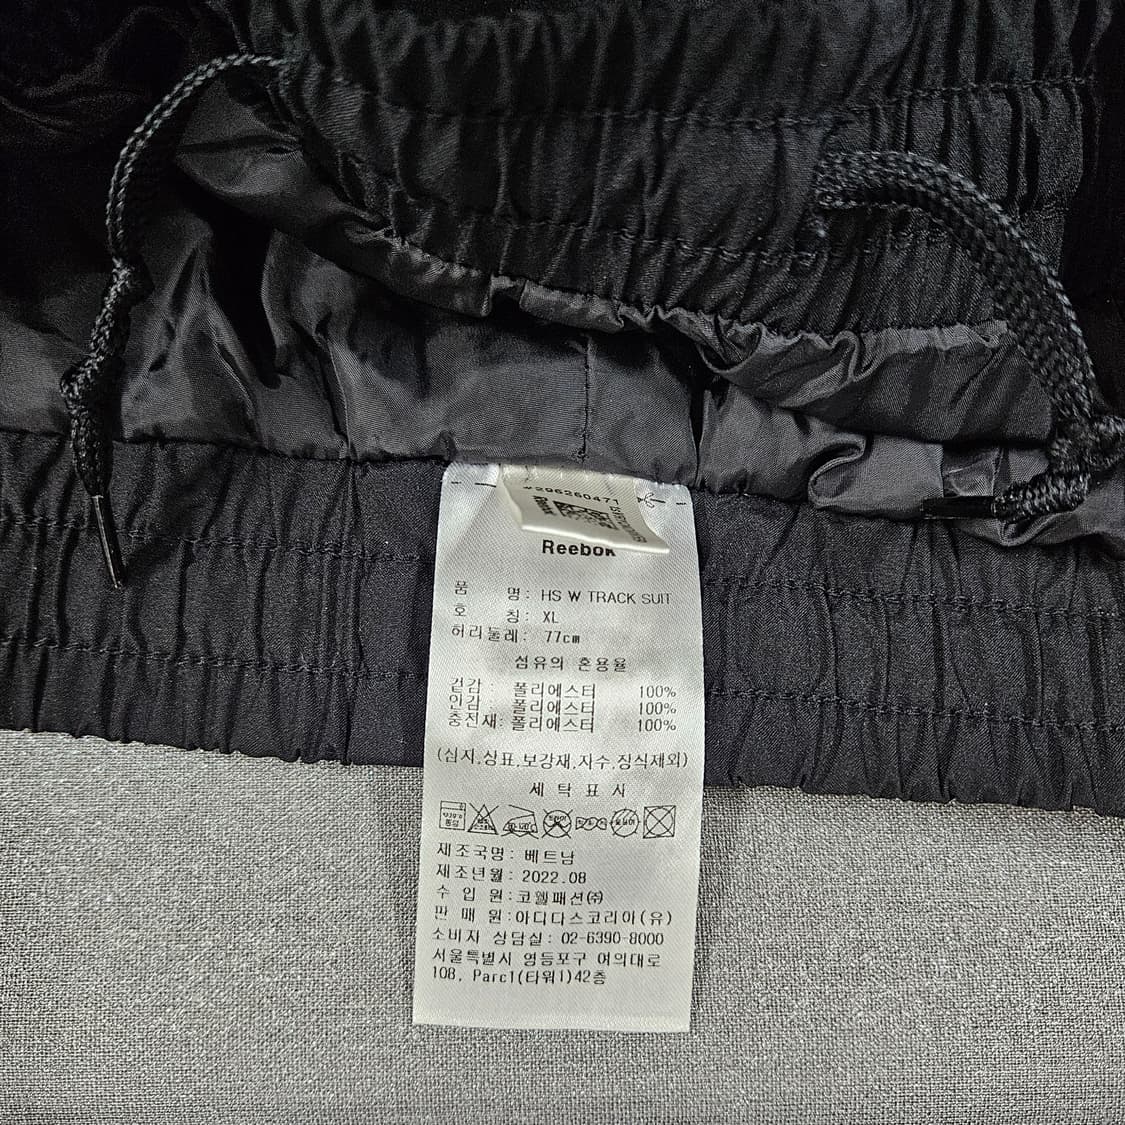 296260471
Reebok
품 명: HS W TRACK SUIT
호 칭: XL
허리둘레: 77cm
섬유의 혼용율
겉감: 폴리에스터 100%
안감: 폴리에스터 100%
충전재: 폴리에스터 100%
(심지,상표,보강재,자수,장식제외)
세 탁 표 시
제조국명: 베트남
제조년월: 2022.08
수 입 원:코웰패션㈜
판 매 원:아디다스코리아(유)
소비자 상담실: 02-6390-8000
서울특별시 영등포구 여의대로
108, Parc1(타워1)42층